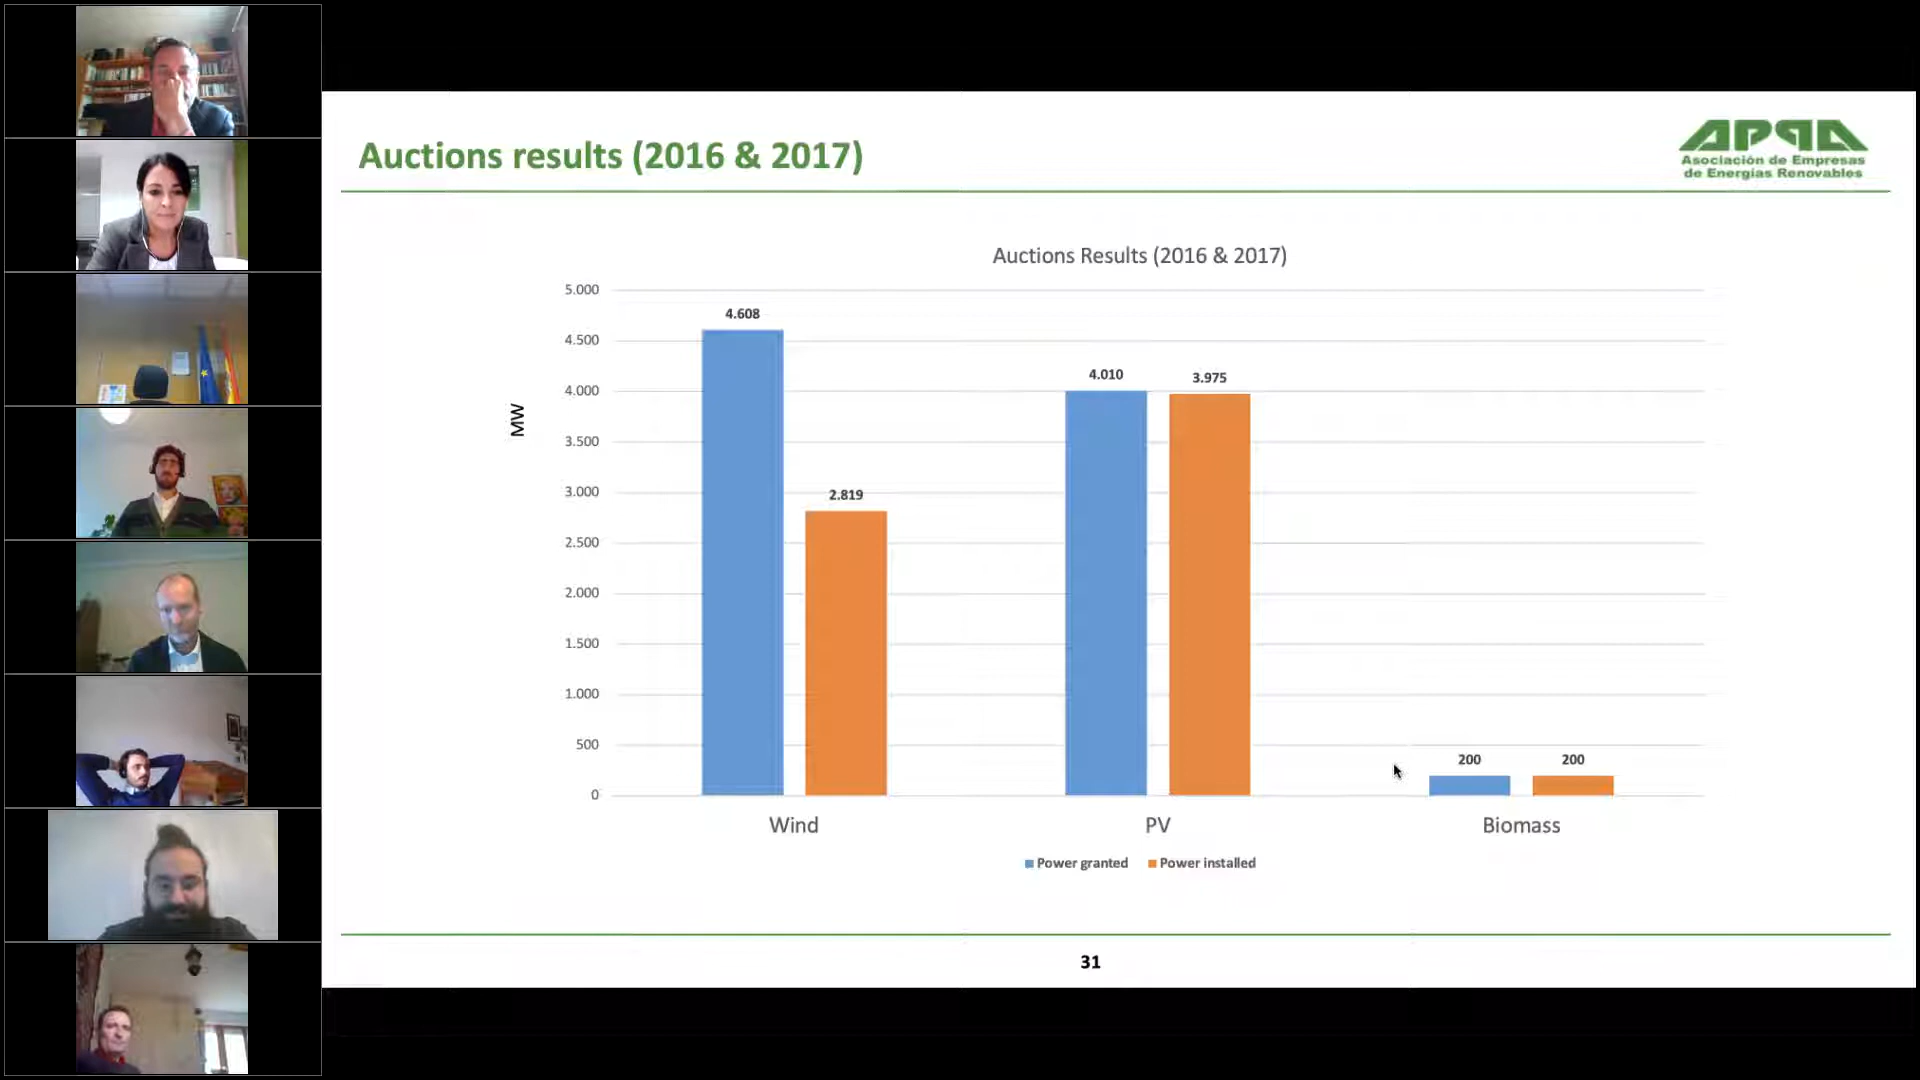 Auctions results (2016 & 2017)
APPA
Asociación de Empresas
de Energías Renovables
Auctions Results (2016 & 2017)
MW
5.000
4.500
4.000
3.500
3.000
2.500
2.000
1.500
1.000
500
0
4.608
2.819
4.010
3.975
200
200
Wind
PV
Biomass
Power granted
Power installed
31